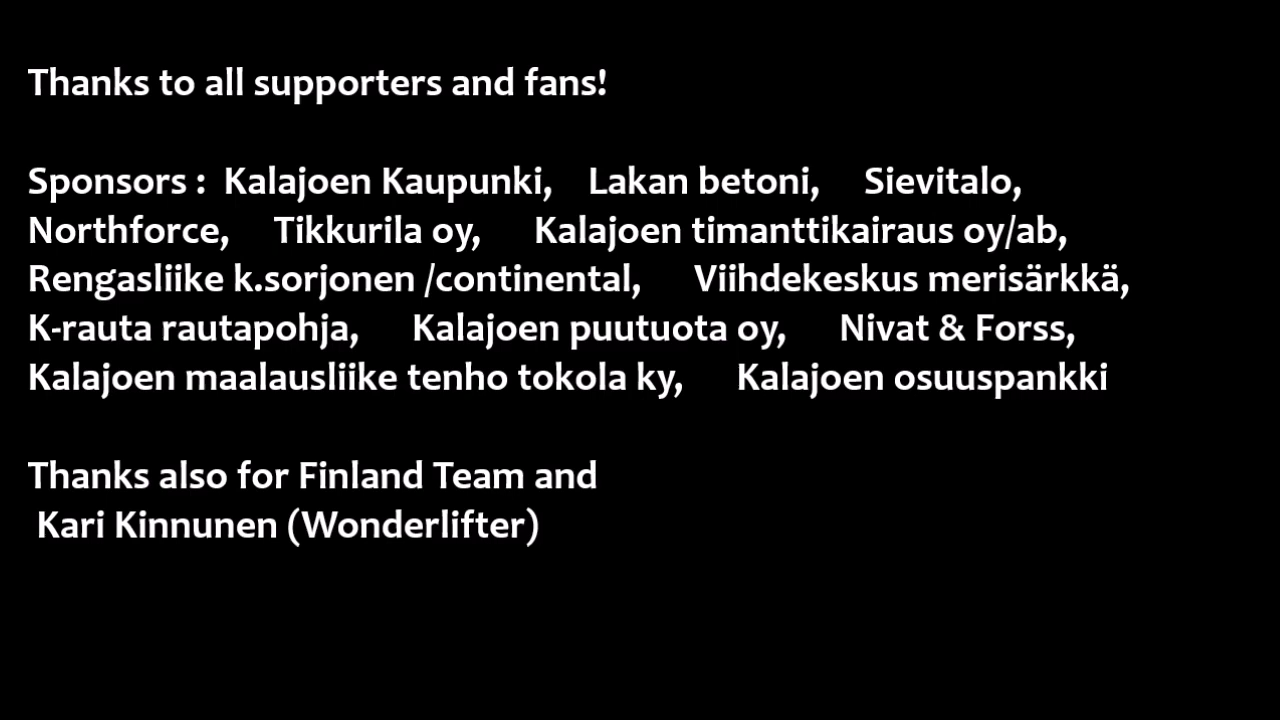 Thanks to all supporters and fans!
Sponsors : Kalajoen Kaupunki, Lakan betoni, Sievitalo,
Northforce, Tikkurila oy, Kalajoen timanttikairaus oy/ab,
Rengasliike k.sorjonen /continental, Viihdekeskus merisärkkä,
K-rauta rautapohja, Kalajoen puutuota oy, Nivat & Forss,
Kalajoen maalausliike tenho tokola ky, Kalajoen osuuspankki
Thanks also for Finland Team and
Kari Kinnunen (Wonderlifter)